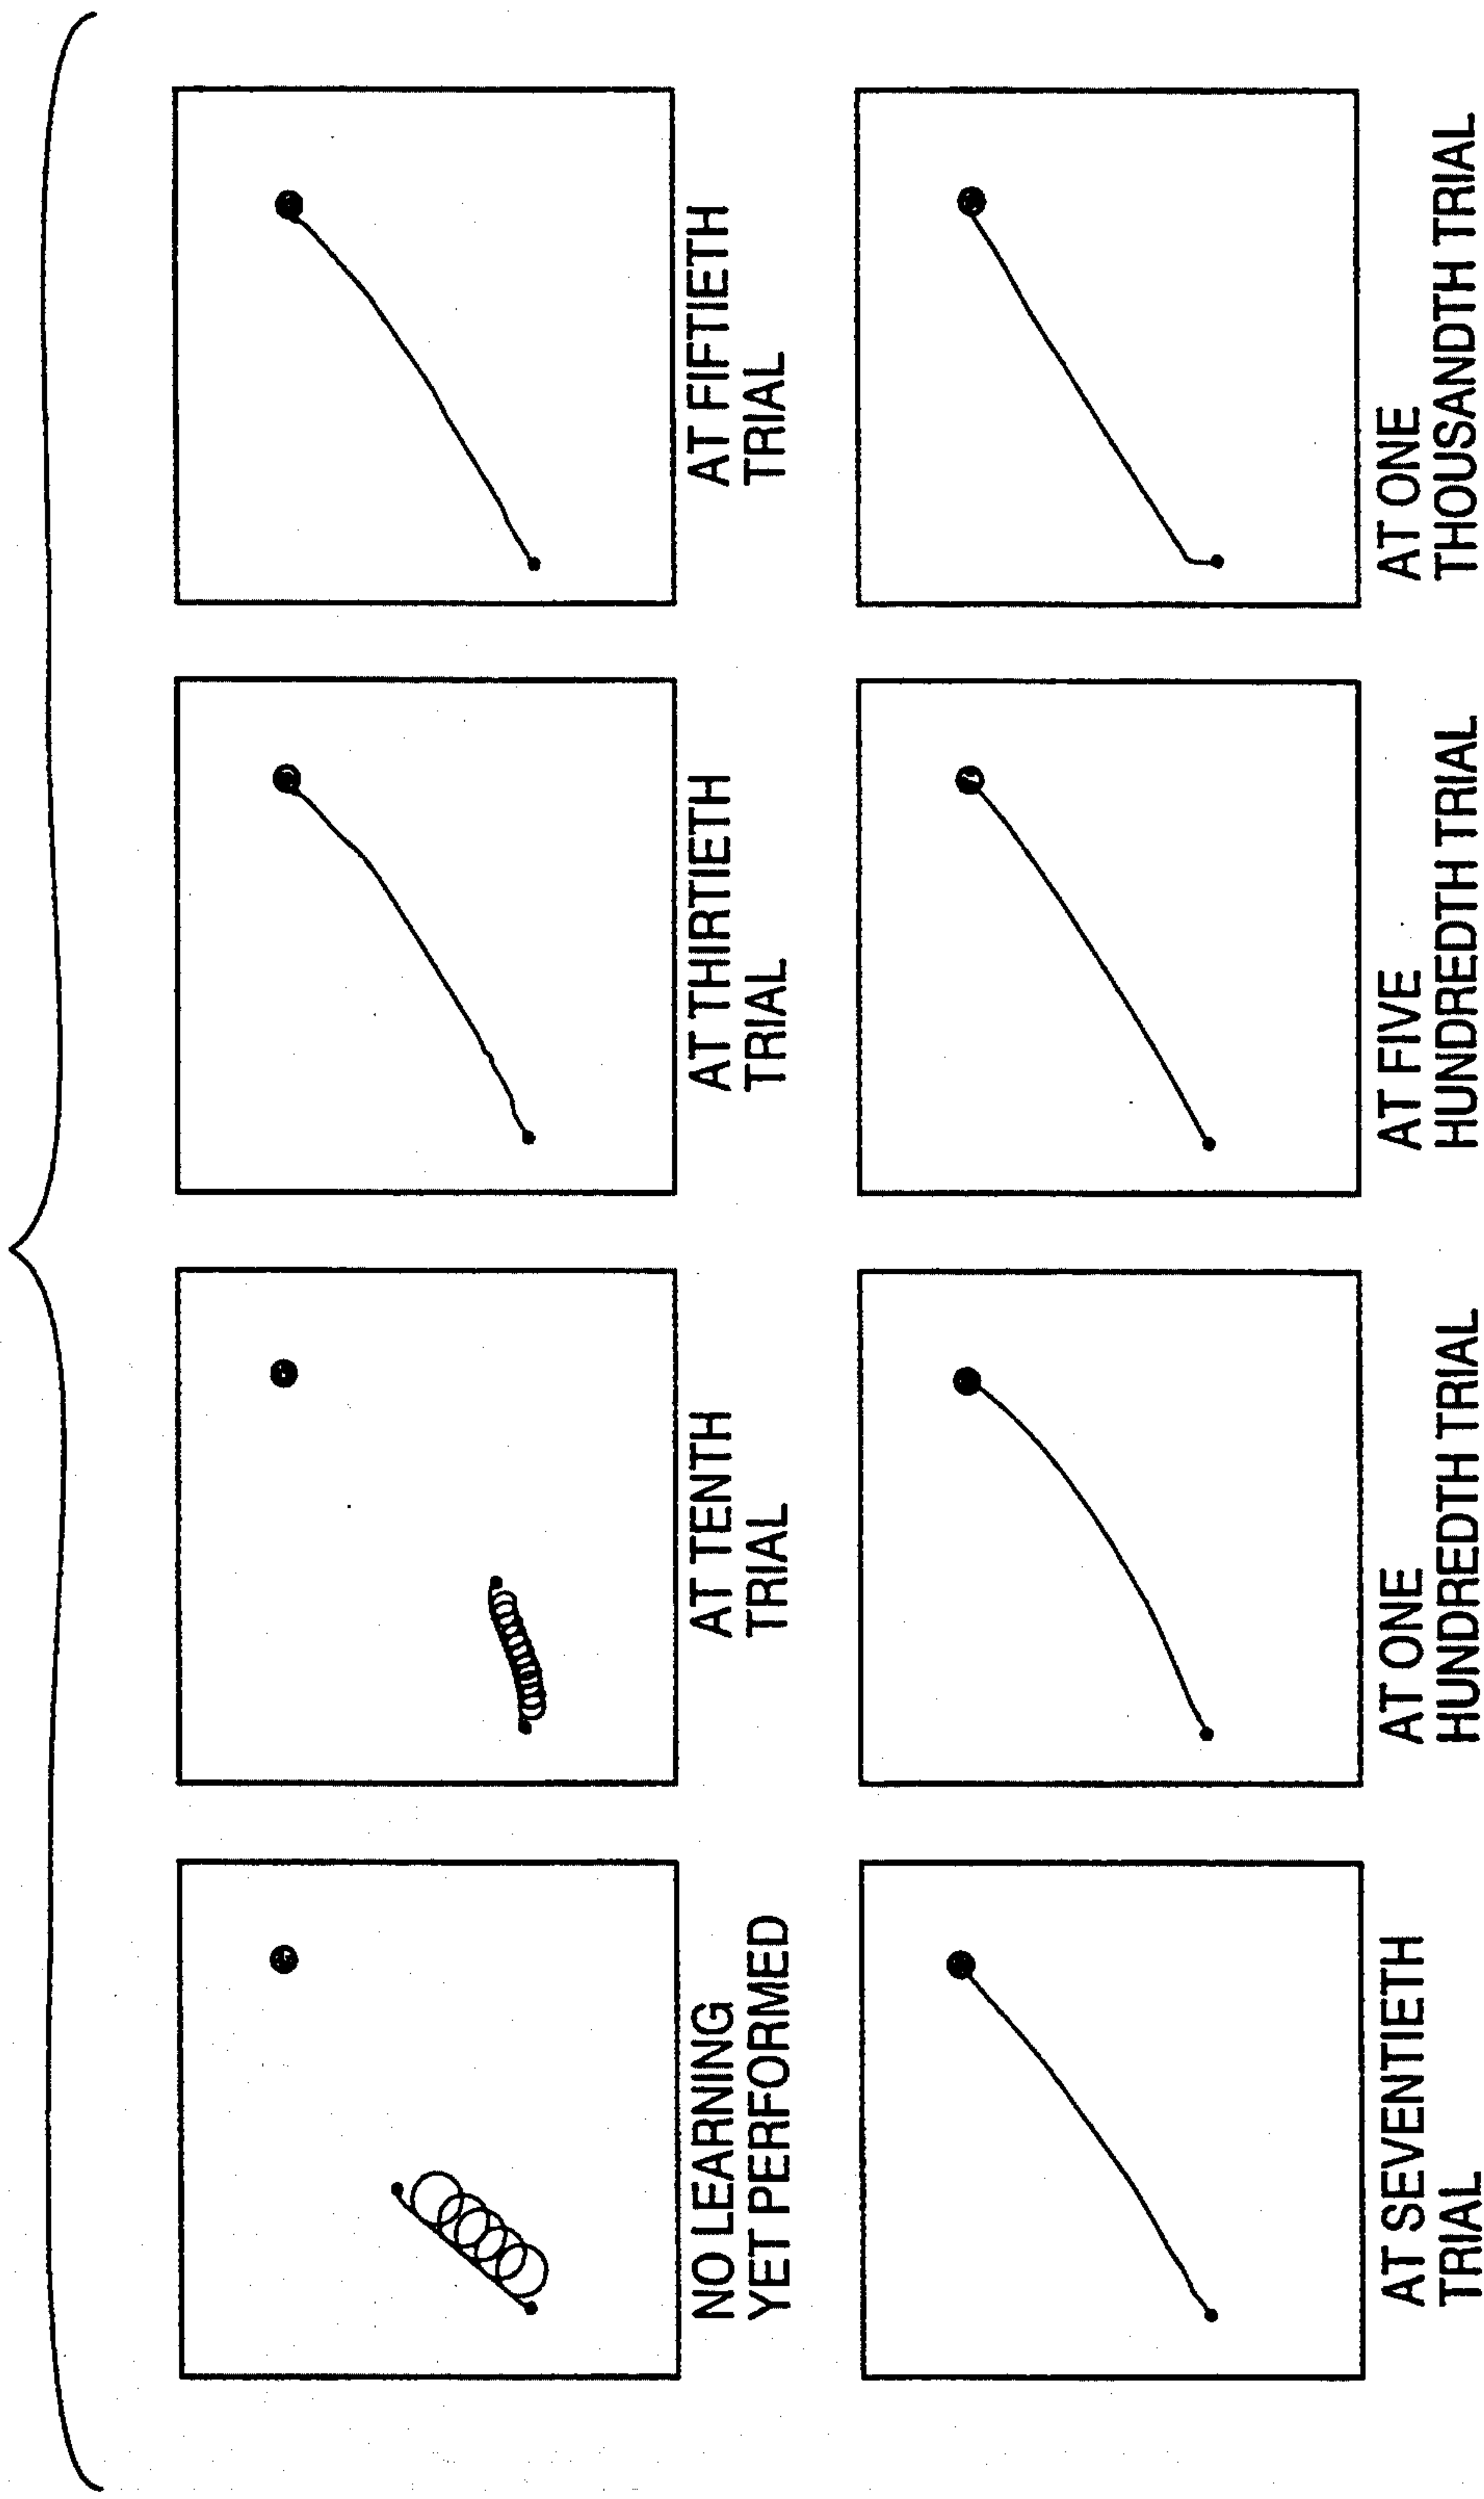 NO LEARNING
YET PERFORMED
AT TENTH
TRIAL
AT THIRTIETH
TRIAL
AT FIFTIETH
TRIAL
AT SEVENTIETH
TRIAL
AT ONE
HUNDREDTH TRIAL
AT FIVE
HUNDREDTH TRIAL
AT ONE
THOUSANDTH TRIAL